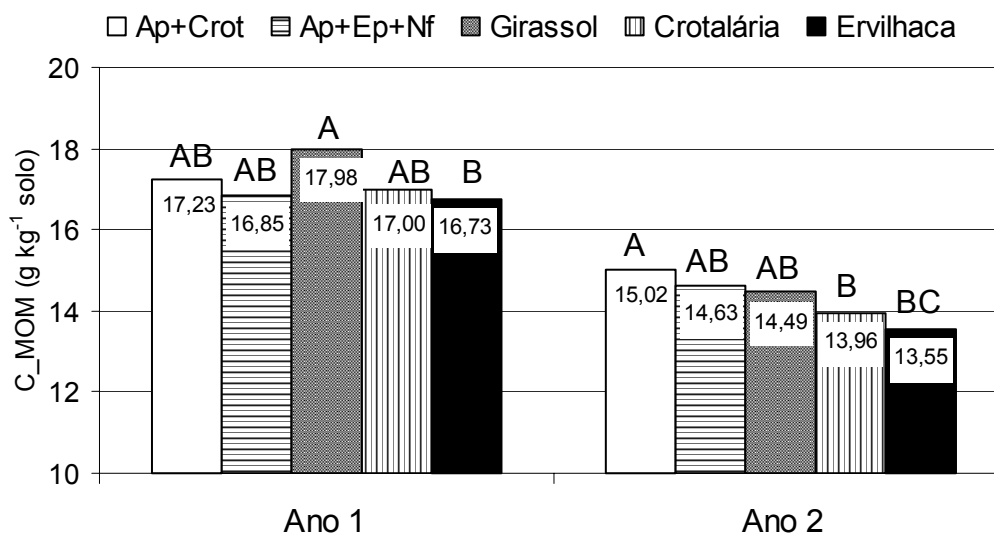 Ap+Crot Ap+Ep+Nf Girassol Crotalária Ervilhaca
C_MOM (g kg⁻¹ solo)
20
18
16
14
12
10
AB AB A AB B
17,23 16,85 17,98 17,00 16,73
A AB AB B BC
15,02 14,63 14,49 13,96 13,55
Ano 1 Ano 2